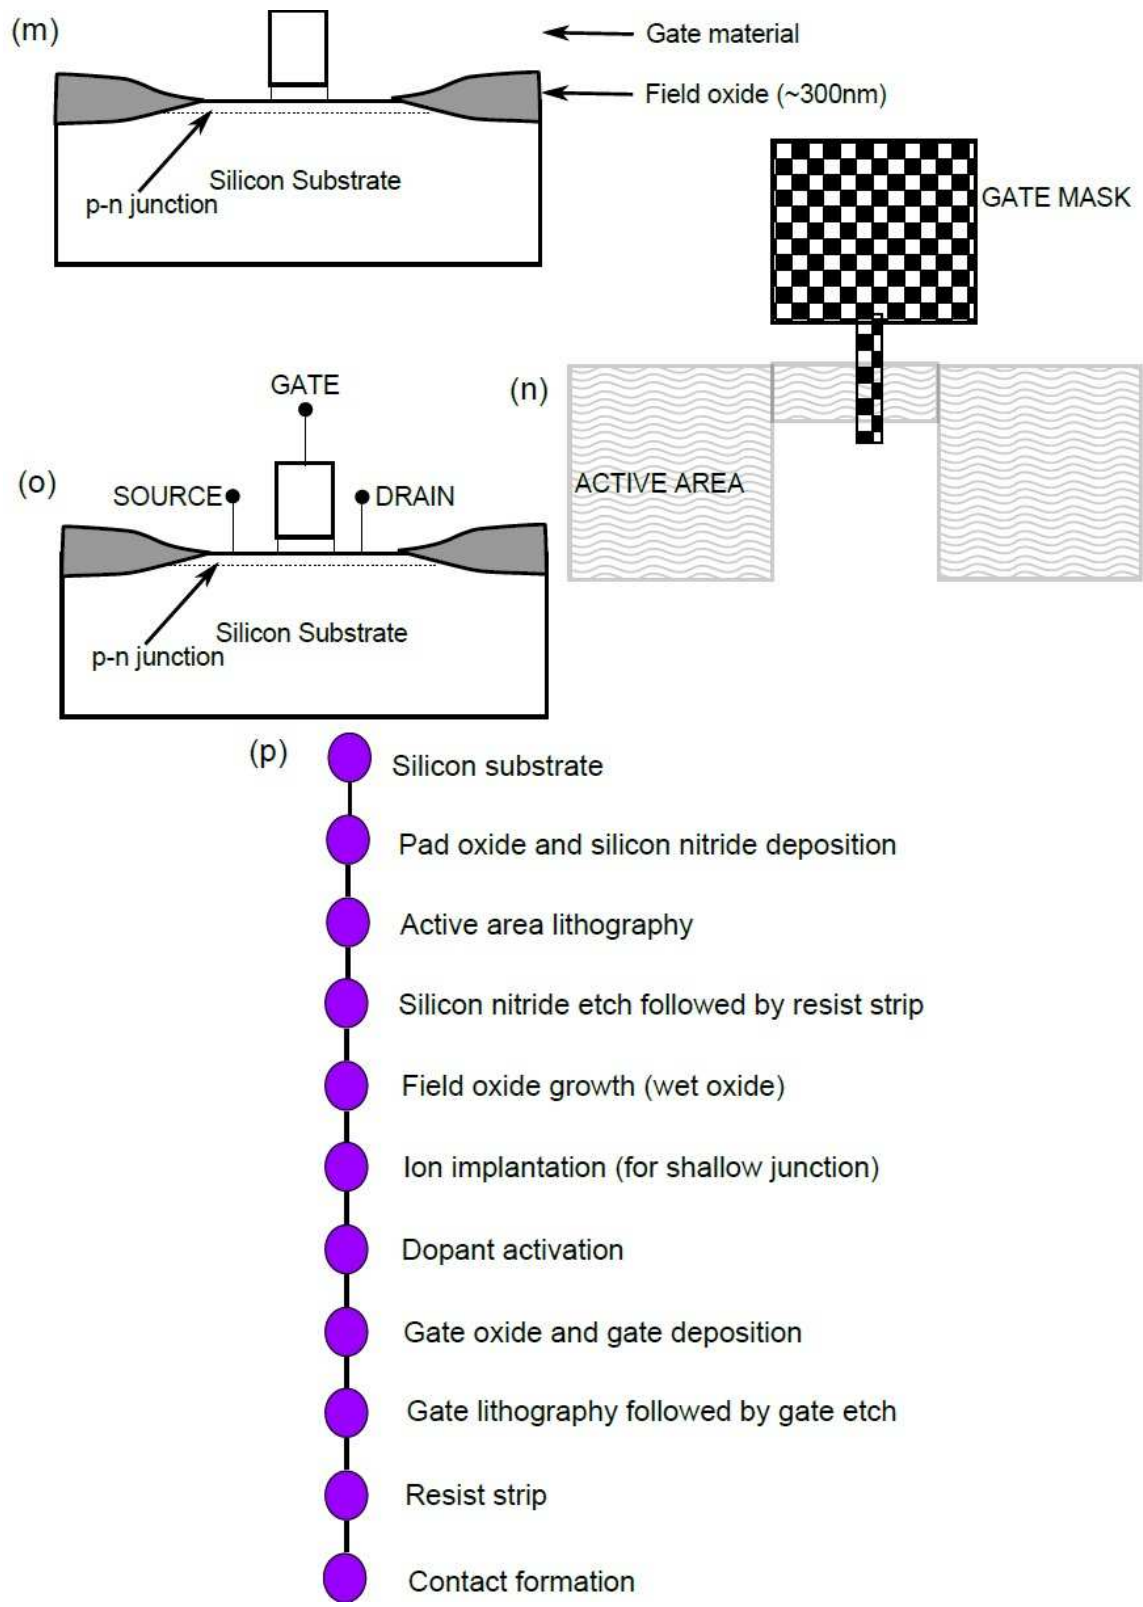 (m)
Gate material
Field oxide (~300nm)
Silicon Substrate
p-n junction
GATE MASK
(n)
ACTIVE AREA
(o)
GATE
SOURCE
DRAIN
Silicon Substrate
p-n junction
(p)
Silicon substrate
Pad oxide and silicon nitride deposition
Active area lithography
Silicon nitride etch followed by resist strip
Field oxide growth (wet oxide)
Ion implantation (for shallow junction)
Dopant activation
Gate oxide and gate deposition
Gate lithography followed by gate etch
Resist strip
Contact formation